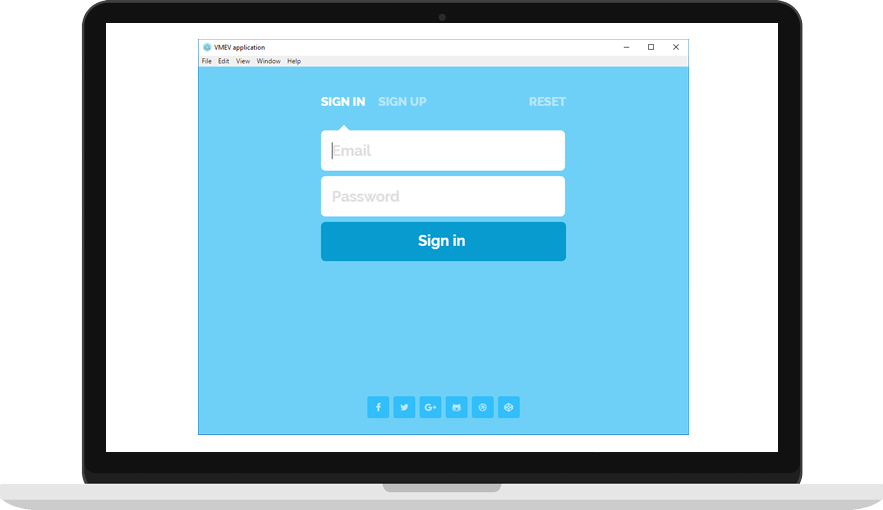 VMEV application
File Edit View Window Help
SIGN IN SIGN UP RESET
Email
Password
Sign in